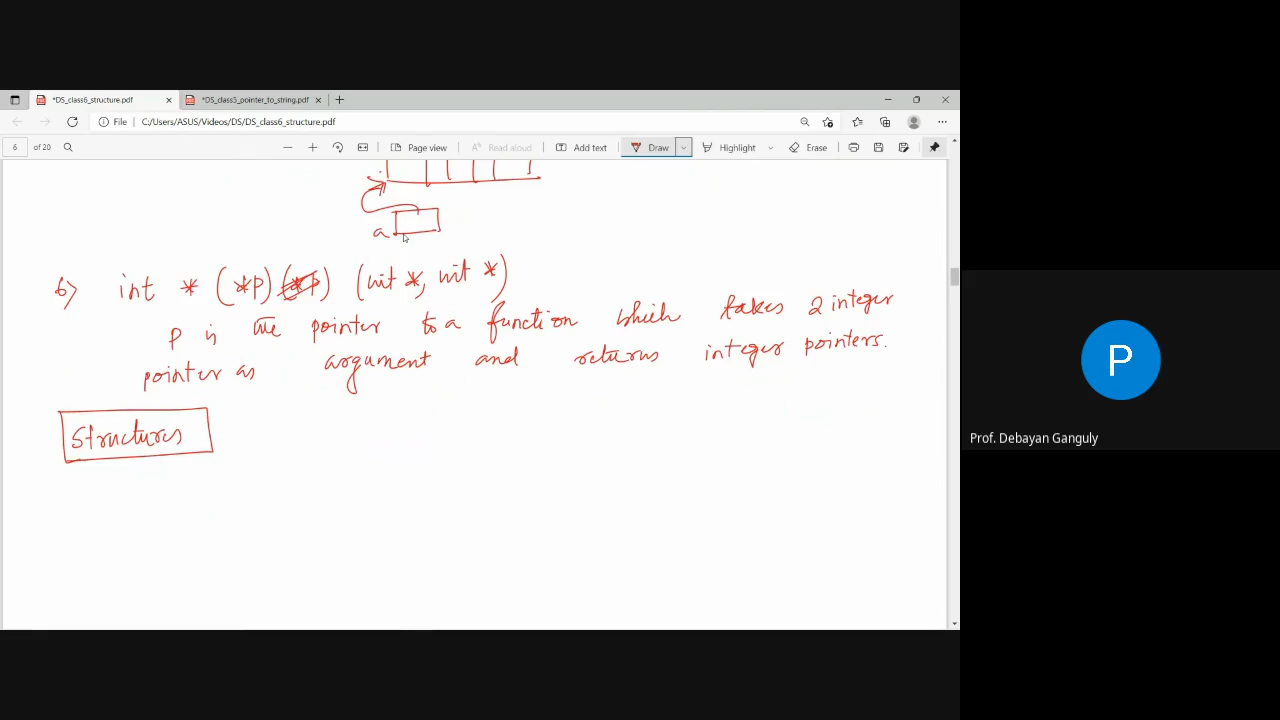 *DS_class6_structure.pdf
*DS_class5_pointer_to_string.pdf
File C:/Users/ASUS/Videos/DS/DS_class6_structure.pdf
6 of 20 Page view Read aloud Add text Draw Highlight Erase
a
6) int * (*P) (*P) (int *, int *)
P is the pointer to a function which takes 2 integer
pointer as argument and returns integer pointers.
Structures
P
Prof. Debayan Ganguly